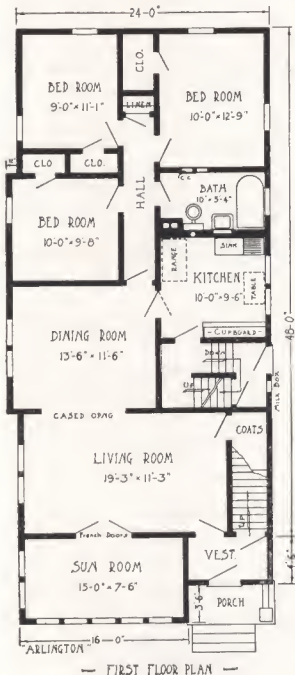 24'-0"
CLO.
BED ROOM
9'-0" × 11'-1"
BED ROOM
10'-0" × 12'-9"
LINEN
CLO
CLO.
HALL
BATH
10' × 5'-4"
BED ROOM
10'-0" × 9'-8"
RANGE
SINK
KITCHEN
10'-0" × 9'-6"
TABLE
CUPBOARD
DINING ROOM
13'-6" × 11'-6"
DOWN
UP
48'-0"
MILK BOX
CASED OPNG
COATS
LIVING ROOM
19'-3" × 11'-3"
UP
French Doors
VEST.
SUN ROOM
15'-0" × 7'-6"
3'-6"
PORCH
16'-0"
"ARLINGTON"
FIRST FLOOR PLAN